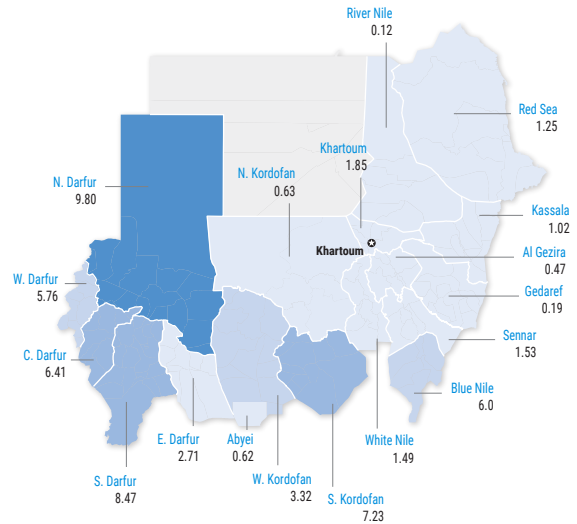 River Nile
0.12
Red Sea
1.25
Khartoum
1.85
N. Kordofan
0.63
N. Darfur
9.80
Kassala
1.02
Khartoum
Al Gezira
0.47
W. Darfur
5.76
Gedaref
0.19
Sennar
1.53
C. Darfur
6.41
Blue Nile
6.0
E. Darfur
2.71
Abyei
0.62
White Nile
1.49
S. Darfur
8.47
W. Kordofan
3.32
S. Kordofan
7.23